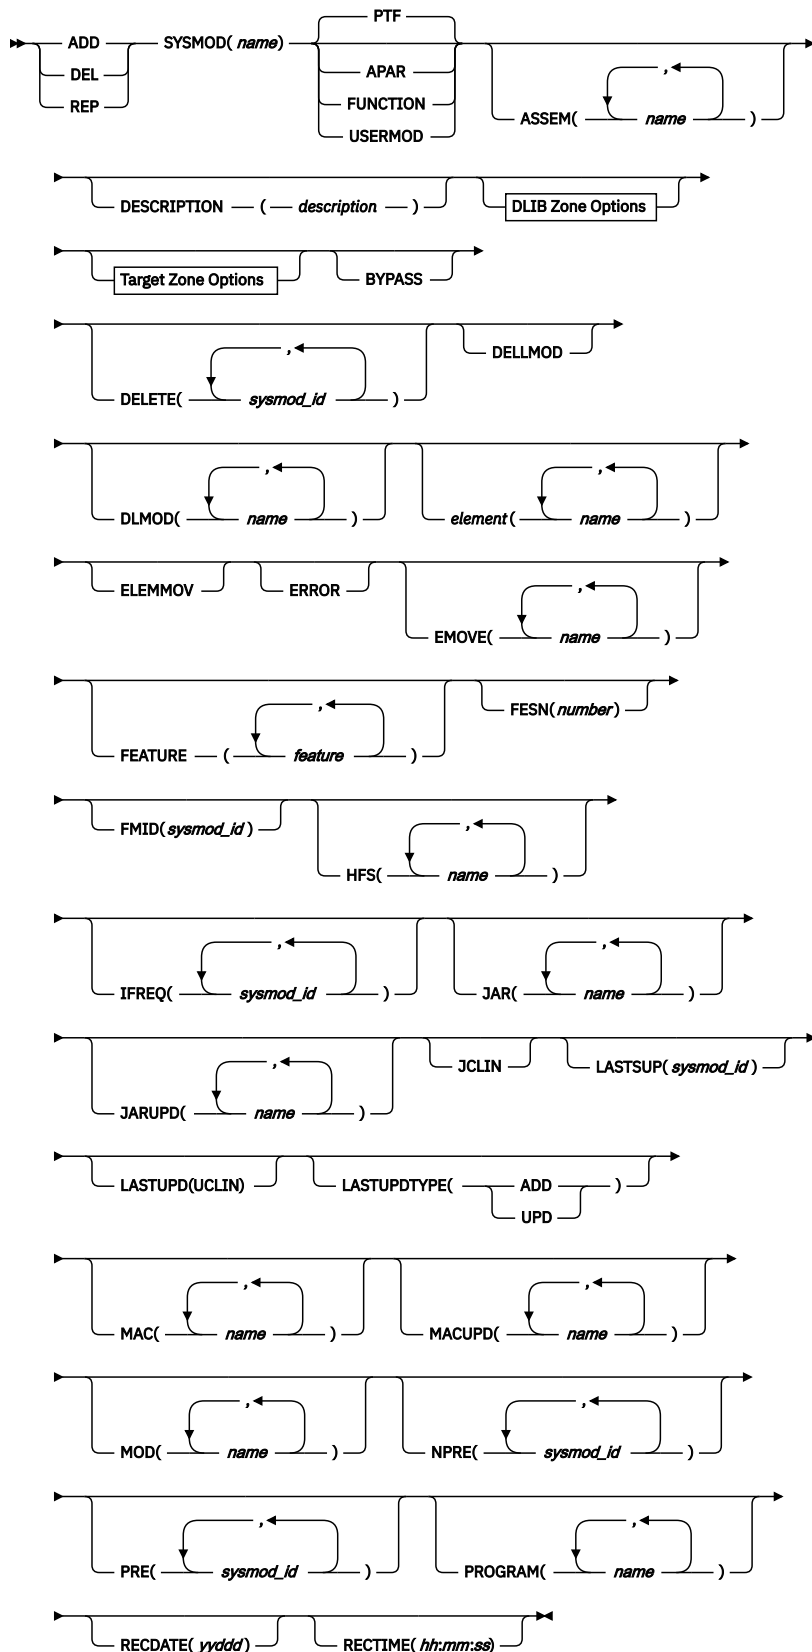 PTF
ADD SYSMOD( name)
DEL APAR ,
REP FUNCTION ASSEM( name )
USERMOD
DESCRIPTION ( description ) DLIB Zone Options
Target Zone Options BYPASS
,
DELETE( sysmod_id ) DELLMOD
, ,
DLMOD( name ) element( name )
ELEMMOV ERROR ,
EMOVE( name )
, FESN(number)
FEATURE ( feature )
FMID(sysmod_id) ,
HFS( name )
, ,
IFREQ( sysmod_id ) JAR( name )
, JCLIN LASTSUP(sysmod_id)
JARUPD( name )
LASTUPD(UCLIN) LASTUPDTYPE( ADD )
UPD
, ,
MAC( name ) MACUPD( name )
, ,
MOD( name ) NPRE( sysmod_id )
, ,
PRE( sysmod_id ) PROGRAM( name )
RECDATE( yyddd) RECTIME( hh:mm:ss)